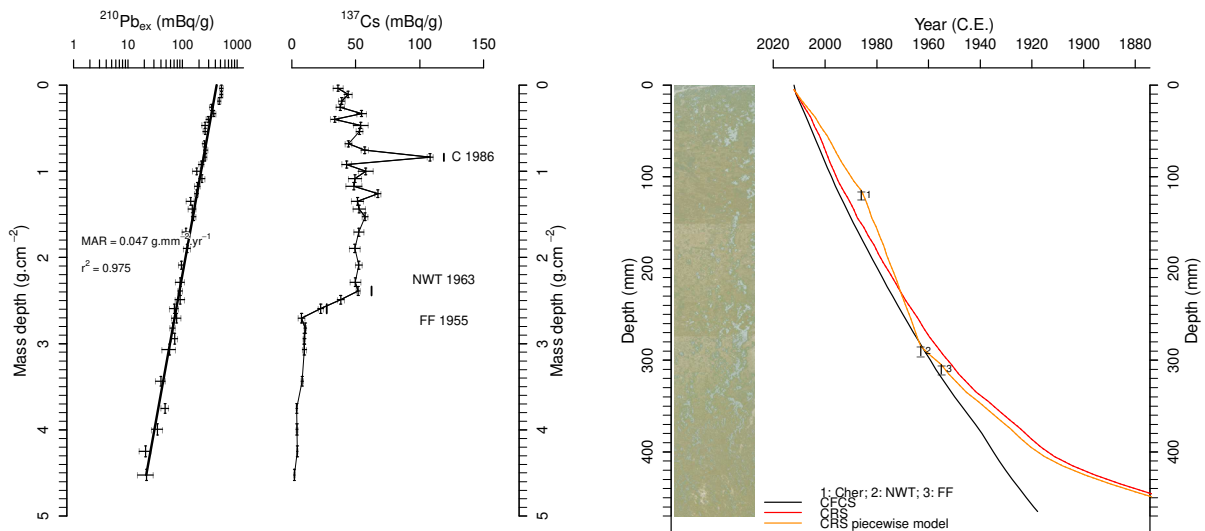 ²¹⁰Pbₑₓ (mBq/g)
1 10 100 1000
¹³⁷Cs (mBq/g)
0 50 100 150
Mass depth (g.cm⁻²)
0 1 2 3 4 5
MAR = 0.047 g.mm⁻².yr⁻¹
r² = 0.975
C 1986
NWT 1963
FF 1955
Mass depth (g.cm⁻²)
0 1 2 3 4 5
Year (C.E.)
2020 2000 1980 1960 1940 1920 1900 1880
Depth (mm)
0 100 200 300 400
1
2
3
1: Cher; 2: NWT; 3: FF
CFCS
CRS
CRS piecewise model
Depth (mm)
0 100 200 300 400